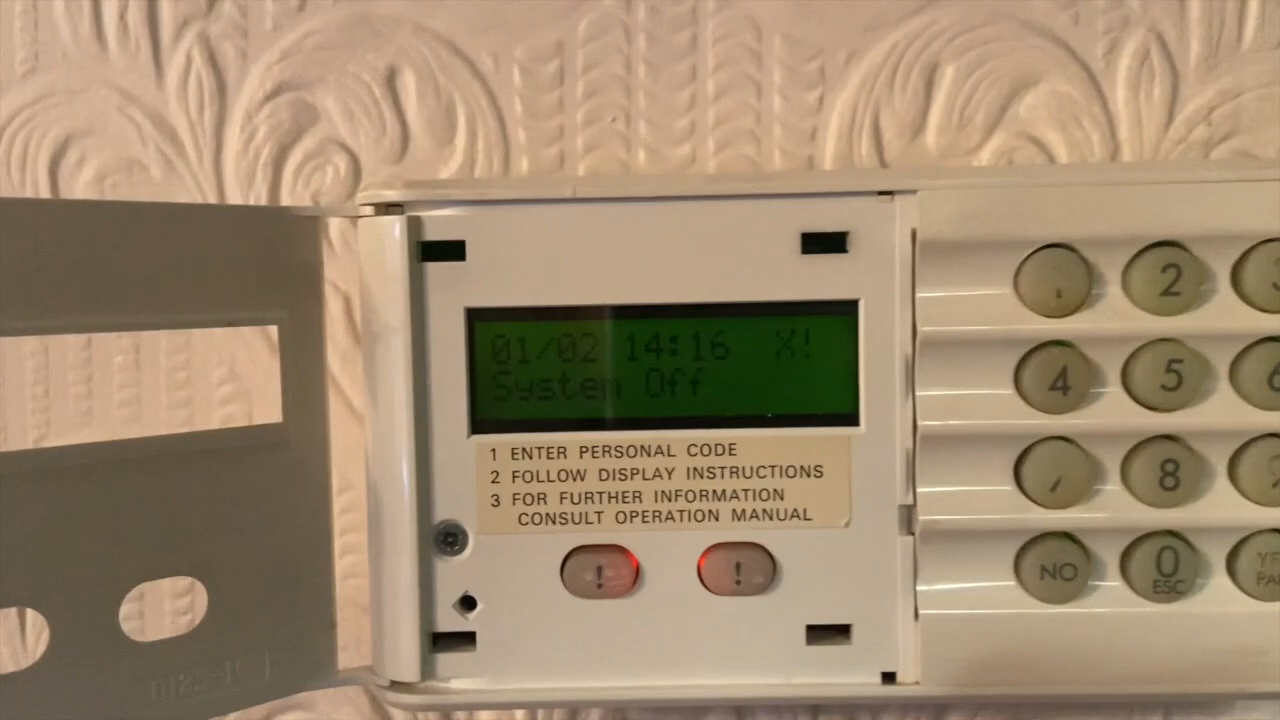 01/02 14:16 X!
System Off
1 ENTER PERSONAL CODE
2 FOLLOW DISPLAY INSTRUCTIONS
3 FOR FURTHER INFORMATION
CONSULT OPERATION MANUAL
! !
2
4 5 6
8
NO 0 ESC